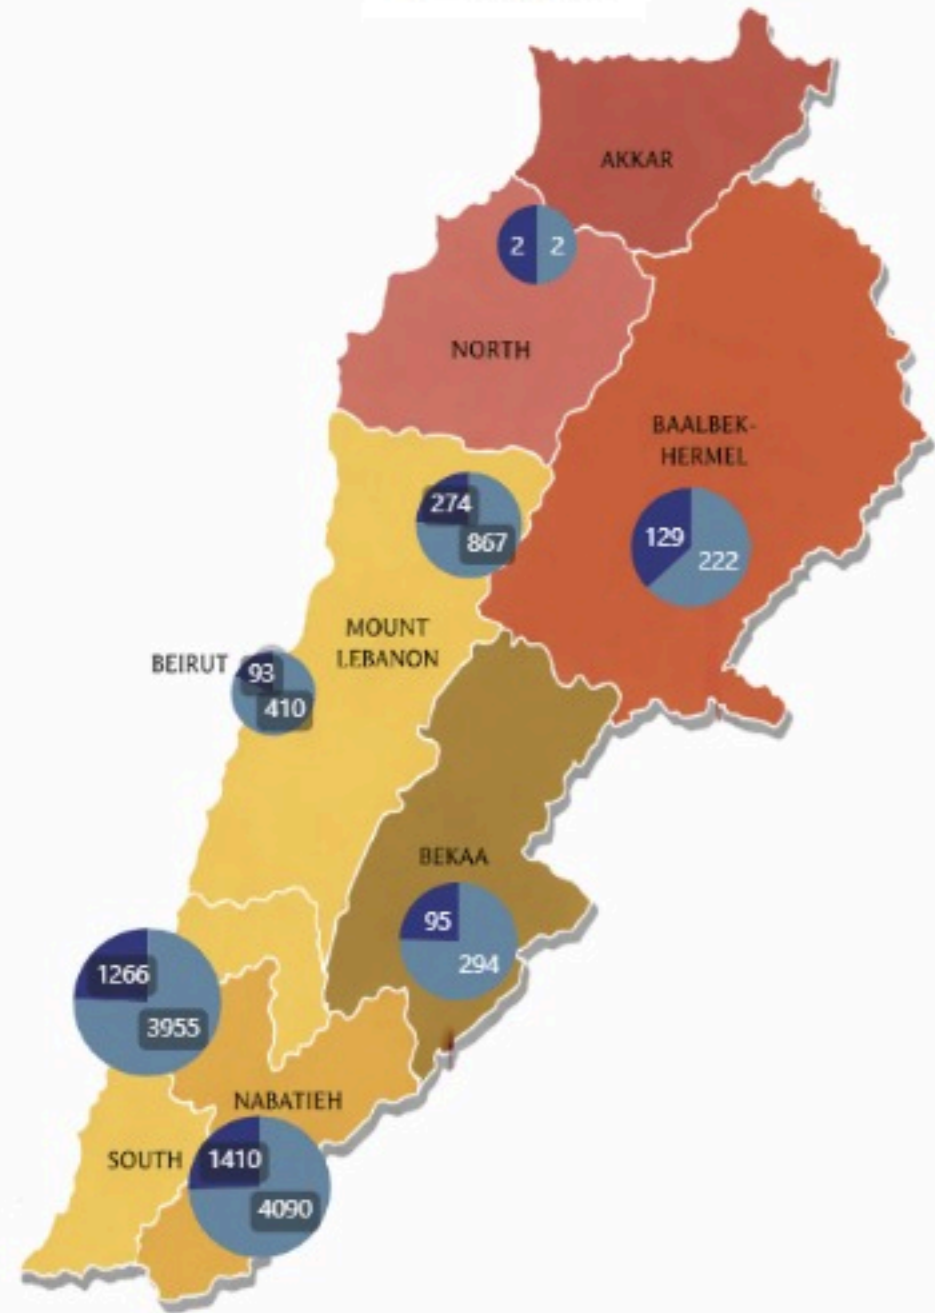 AKKAR
2 2
NORTH
BAALBEK-
HERMEL
274
867
129
222
MOUNT
LEBANON
BEIRUT
93
410
BEKAA
95
294
1266
3955
NABATIEH
SOUTH
1410
4090